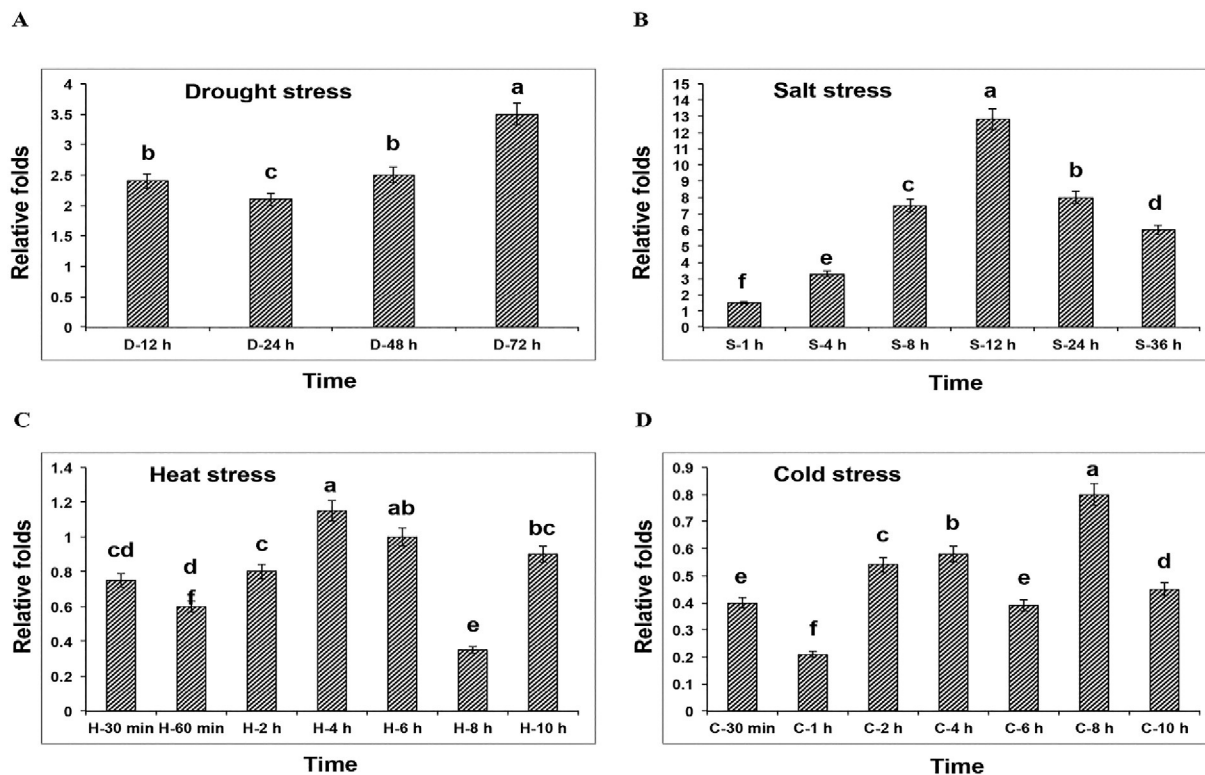 A
Drought stress
Relative folds
4
3.5
3
2.5
2
1.5
1
0.5
0
b
c
b
a
D-12 h D-24 h D-48 h D-72 h
Time
B
Salt stress
Relative folds
15
14
13
12
11
10
9
8
7
6
5
4
3
2
1
0
f
e
c
a
b
d
S-1 h S-4 h S-8 h S-12 h S-24 h S-36 h
Time
C
Heat stress
Relative folds
1.4
1.2
1
0.8
0.6
0.4
0.2
0
cd
d
f
c
a
ab
e
bc
H-30 min H-60 min H-2 h H-4 h H-6 h H-8 h H-10 h
Time
D
Cold stress
Relative folds
0.9
0.8
0.7
0.6
0.5
0.4
0.3
0.2
0.1
0
e
f
c
b
e
a
d
C-30 min C-1 h C-2 h C-4 h C-6 h C-8 h C-10 h
Time